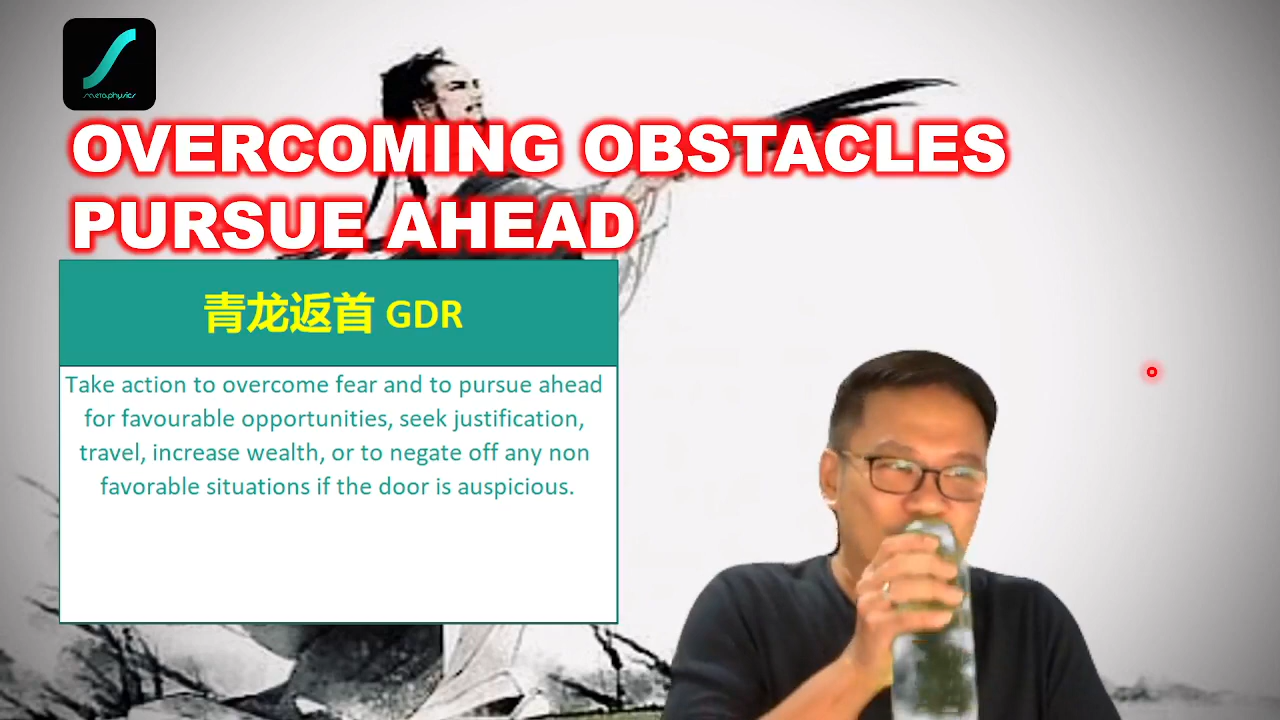 metaphysics
OVERCOMING OBSTACLES
PURSUE AHEAD
青龙返首 GDR
Take action to overcome fear and to pursue ahead
for favourable opportunities, seek justification,
travel, increase wealth, or to negate off any non
favorable situations if the door is auspicious.